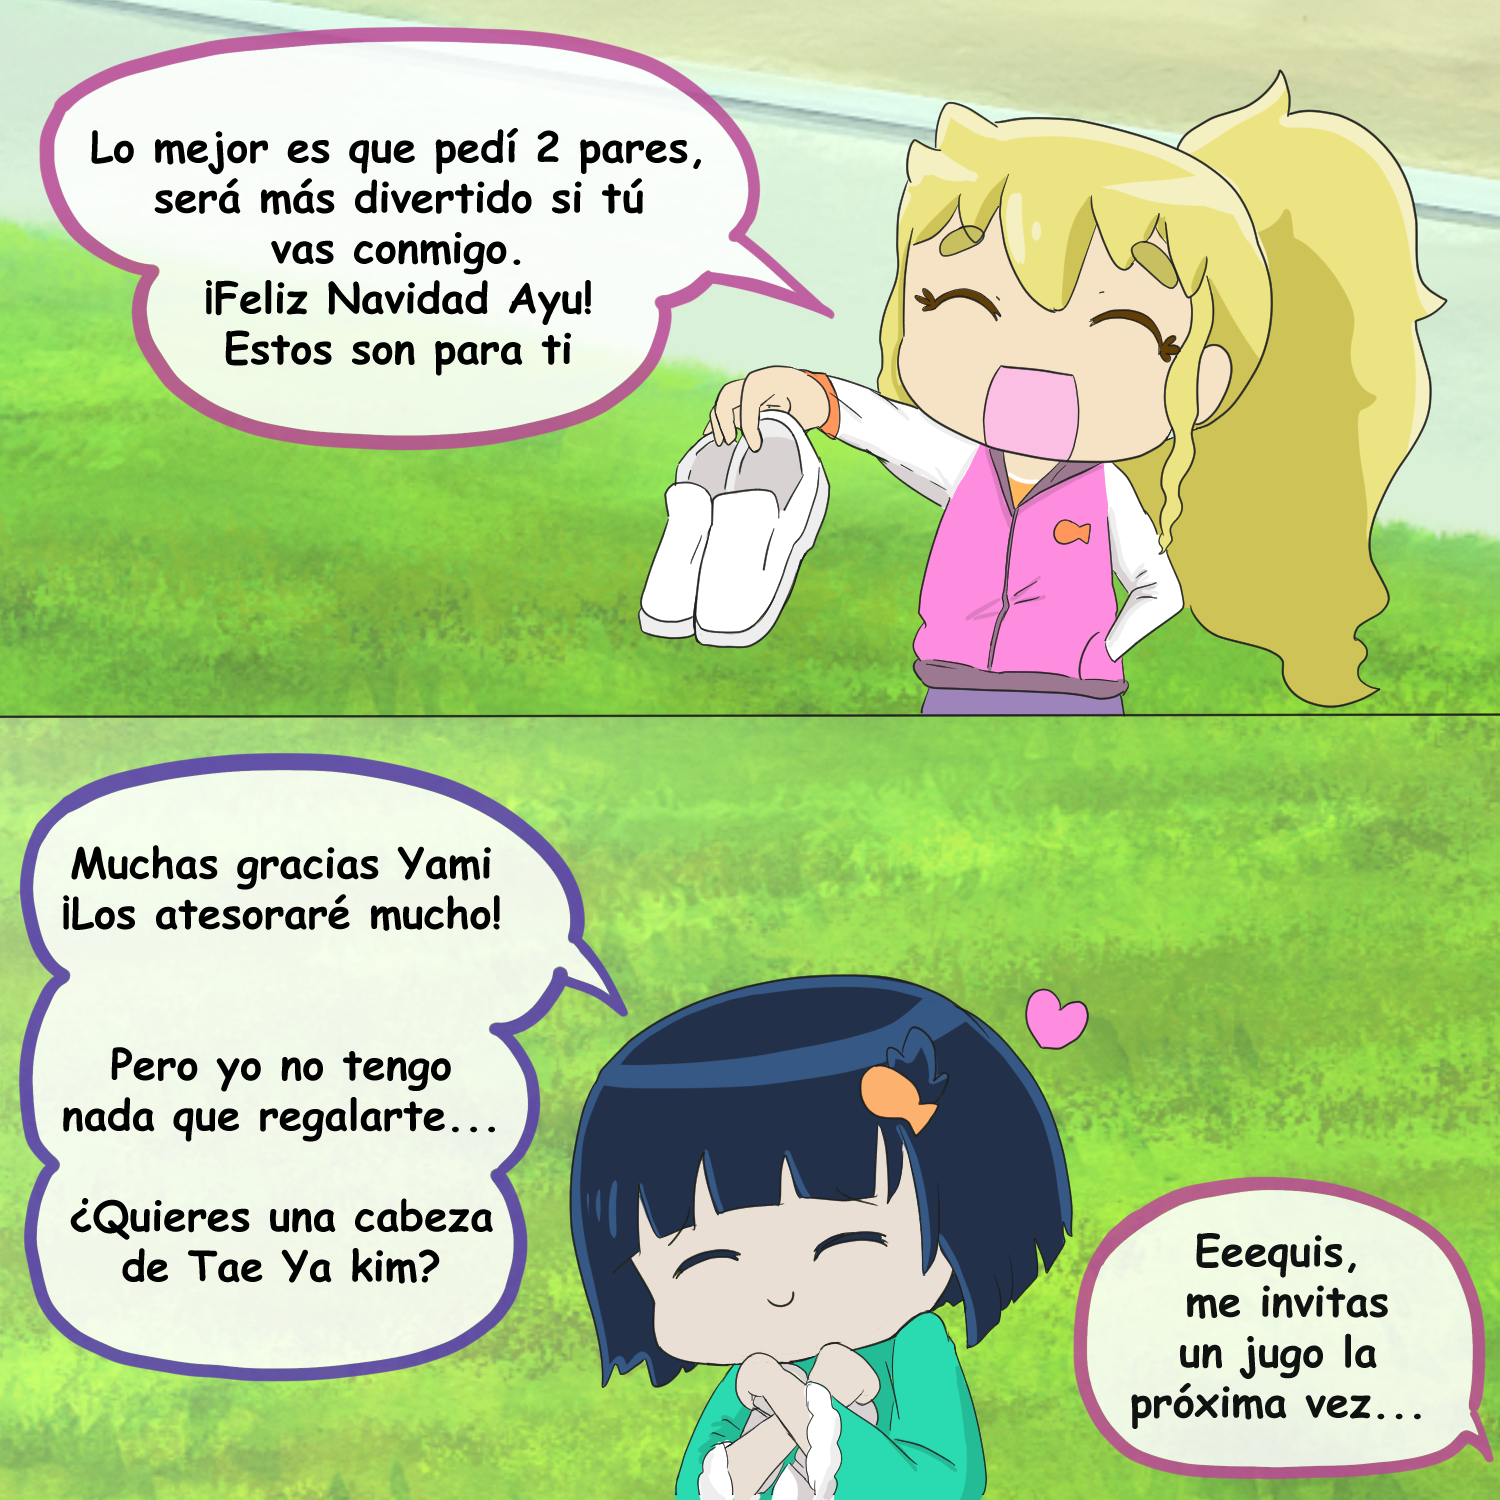 Lo mejor es que pedí 2 pares,
será más divertido si tú
vas conmigo.
¡Feliz Navidad Ayu!
Estos son para ti
Muchas gracias Yami
¡Los atesoraré mucho!
Pero yo no tengo
nada que regalarte...
¿Quieres una cabeza
de Tae Ya kim?
Eeequis,
me invitas
un jugo la
próxima vez...